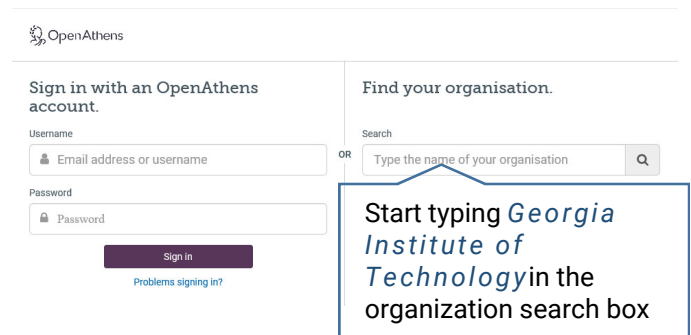 OpenAthens
Sign in with an OpenAthens
account.
Username
Email address or username
Password
Password
Sign in
Problems signing in?
OR
Find your organisation.
Search
Type the name of your organisation
Start typing Georgia
Institute of
Technologyin the
organization search box